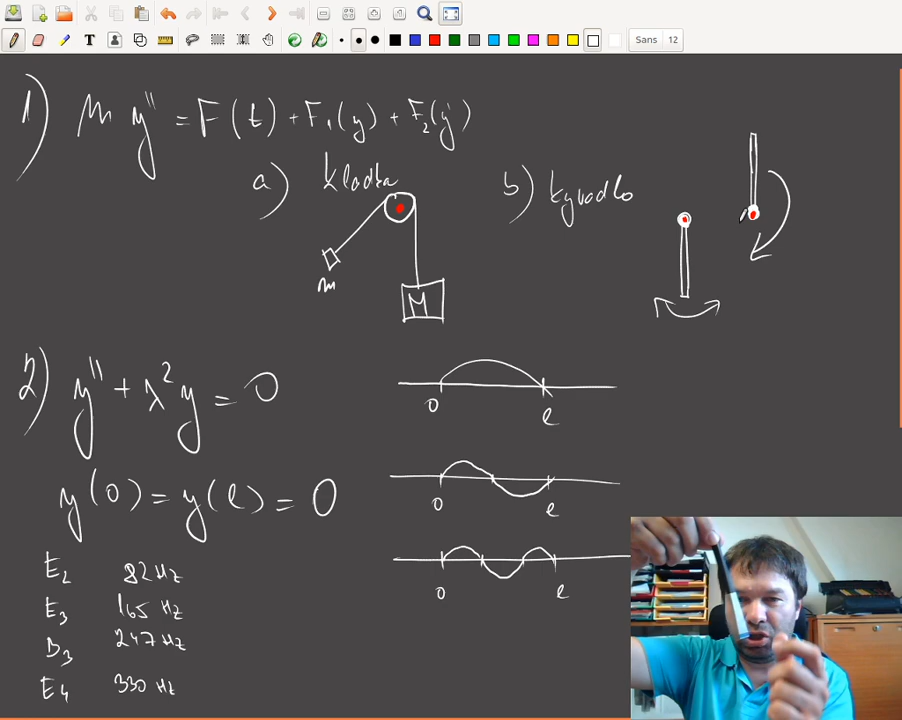 Sans 12
1) my'' = F(t) + F₁(y) + F₂(y')
a) kladka
b) kyvadlo
m
M
2) y'' + λ²y = 0
0 l
y(0) = y(l) = 0
0 l
E2 82 Hz
0 l
E3 165 Hz
B3 247 Hz
E4 330 Hz